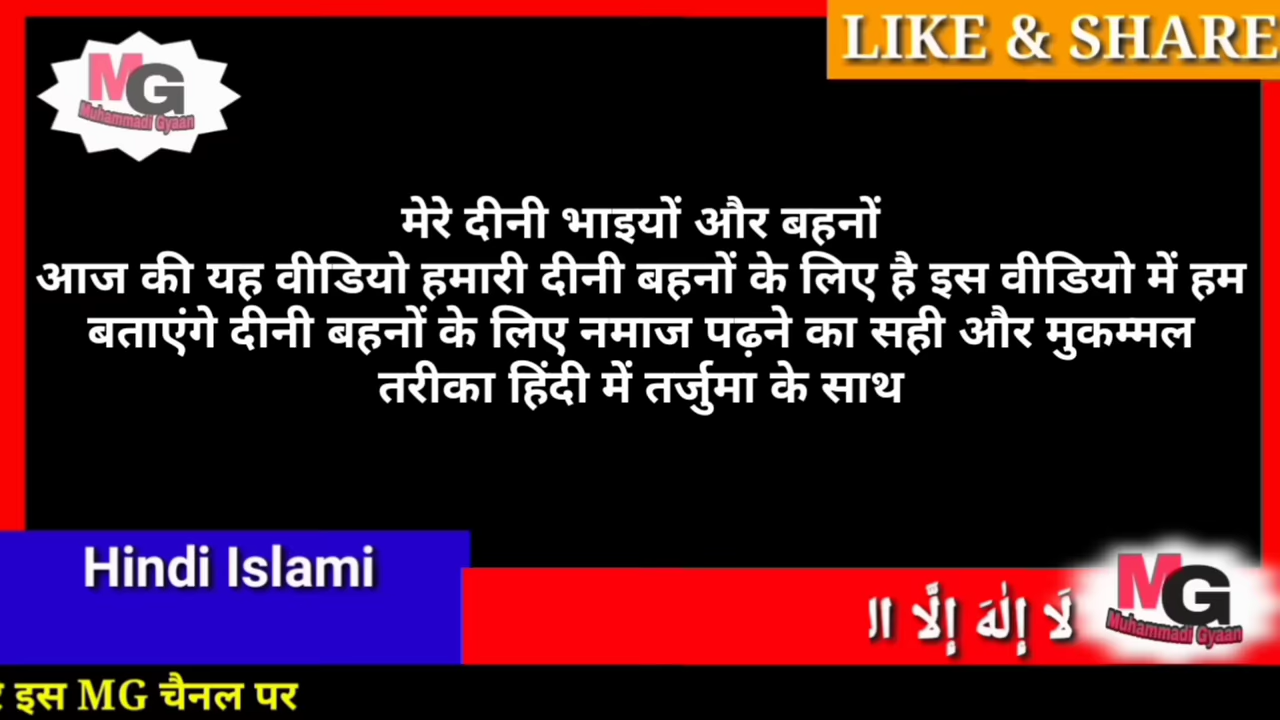 LIKE & SHARE
MG
Muhammadi Gyaan
मेरे दीनी भाइयों और बहनों
आज की यह वीडियो हमारी दीनी बहनों के लिए है इस वीडियो में हम
बताएंगे दीनी बहनों के लिए नमाज पढ़ने का सही और मुकम्मल
तरीका हिंदी में तर्जुमा के साथ
Hindi Islami
لَا إِلٰهَ إِلَّا
MG
Muhammadi Gyaan
इस MG चैनल पर